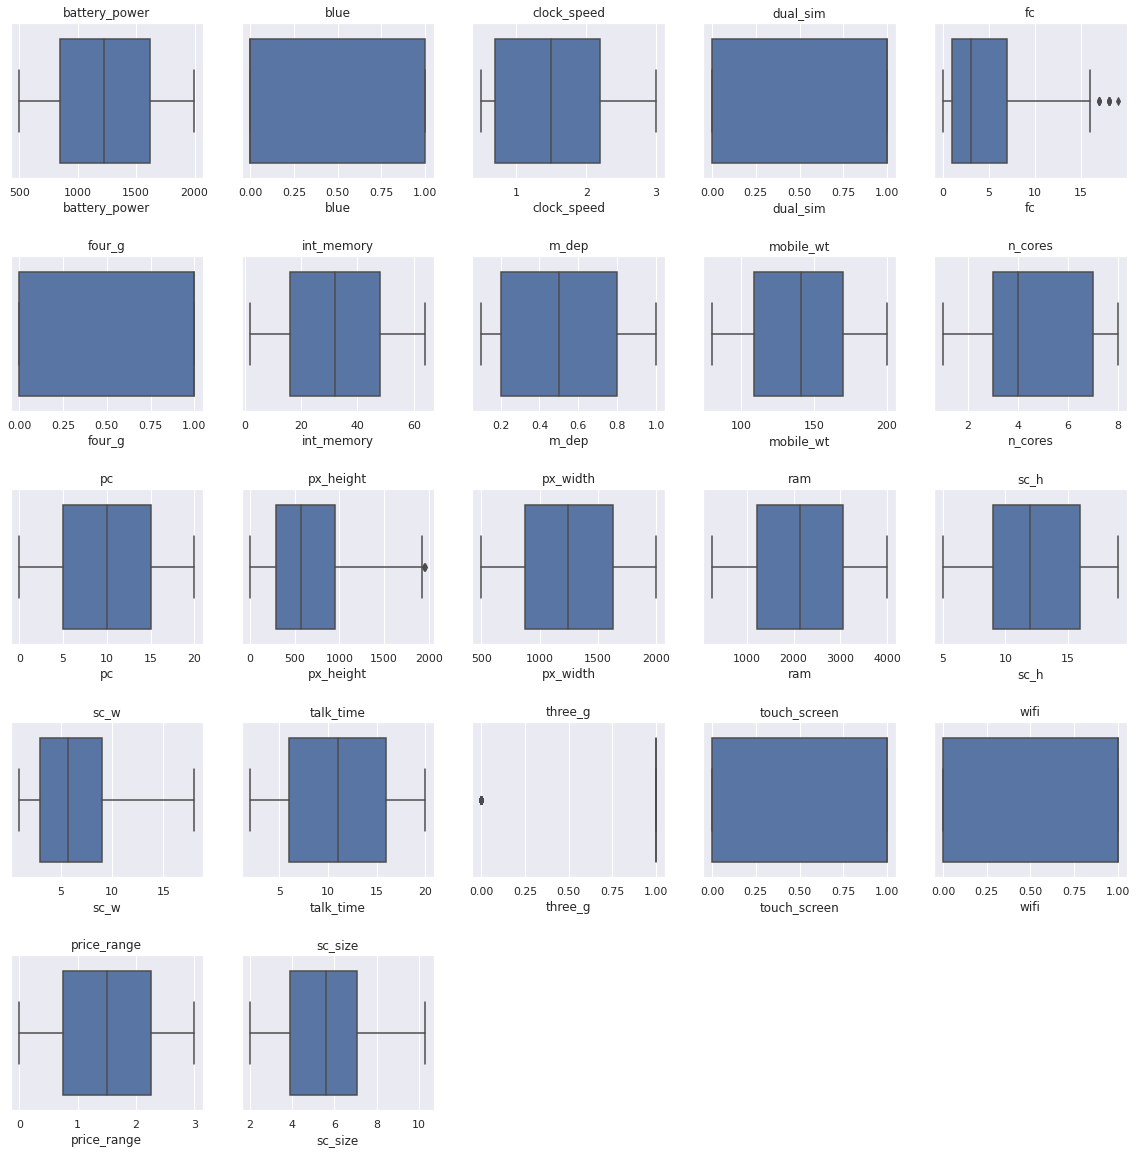 battery_power blue clock_speed dual_sim fc
500 1000 1500 2000 0.00 0.25 0.50 0.75 1.00 1 2 3 0.00 0.25 0.50 0.75 1.00 0 5 10 15
battery_power blue clock_speed dual_sim fc
four_g int_memory m_dep mobile_wt n_cores
0.00 0.25 0.50 0.75 1.00 0 20 40 60 0.2 0.4 0.6 0.8 1.0 100 150 200 2 4 6 8
four_g int_memory m_dep mobile_wt n_cores
pc px_height px_width ram sc_h
0 5 10 15 20 0 500 1000 1500 2000 500 1000 1500 2000 1000 2000 3000 4000 5 10 15
pc px_height px_width ram sc_h
sc_w talk_time three_g touch_screen wifi
5 10 15 5 10 15 20 0.00 0.25 0.50 0.75 1.00 0.00 0.25 0.50 0.75 1.00 0.00 0.25 0.50 0.75 1.00
sc_w talk_time three_g touch_screen wifi
price_range sc_size
0 1 2 3 2 4 6 8 10
price_range sc_size